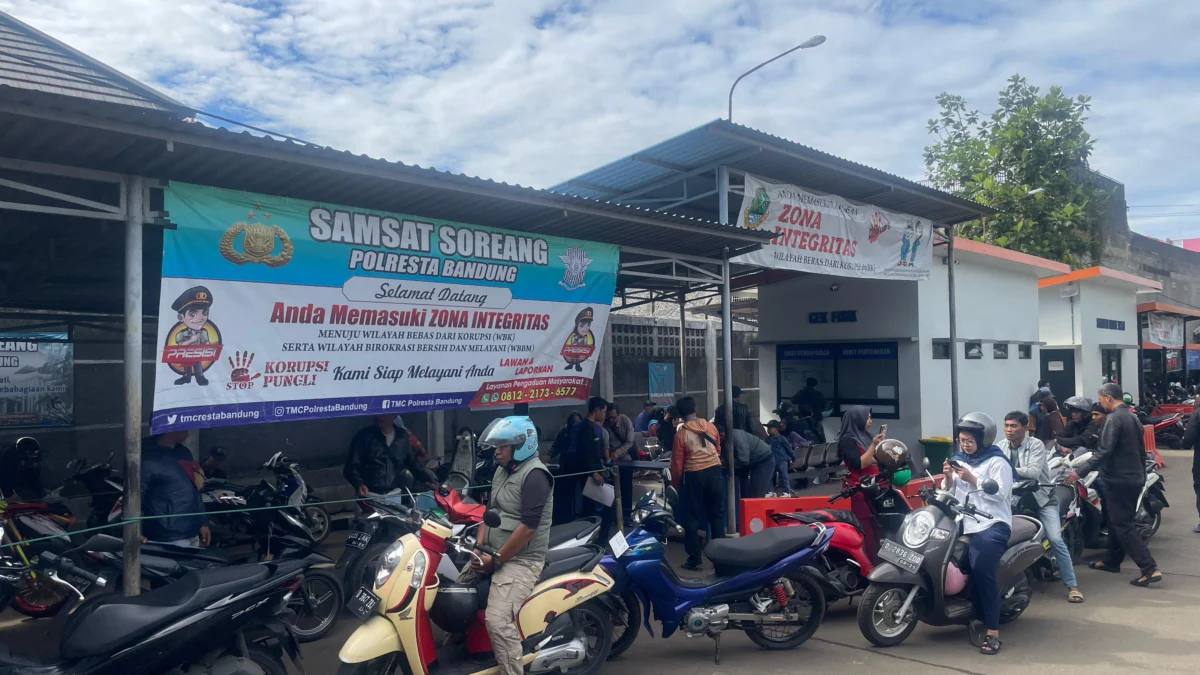 SAMSAT SOREANG
POLRESTA BANDUNG
Selamat Datang
Anda Memasuki ZONA INTEGRITAS
MENUJU WILAYAH BEBAS DARI KORUPSI (WBK)
SERTA WILAYAH BIROKRASI BERSIH DAN MELAYANI (WBBM)
PRESISI
STOP
KORUPSI!
PUNGLI!
Kami Siap Melayani Anda
LAWAN &
LAPORKAN
Layanan Pengaduan Masyarakat
0812 - 2173 - 6577
tmcrestabandung
@TMCPolrestaBandung
TMC Polresta Bandung
ZONA
INTEGRITAS
WILAYAH BEBAS DARI KORUPSI (WBK)
CEK FISIK